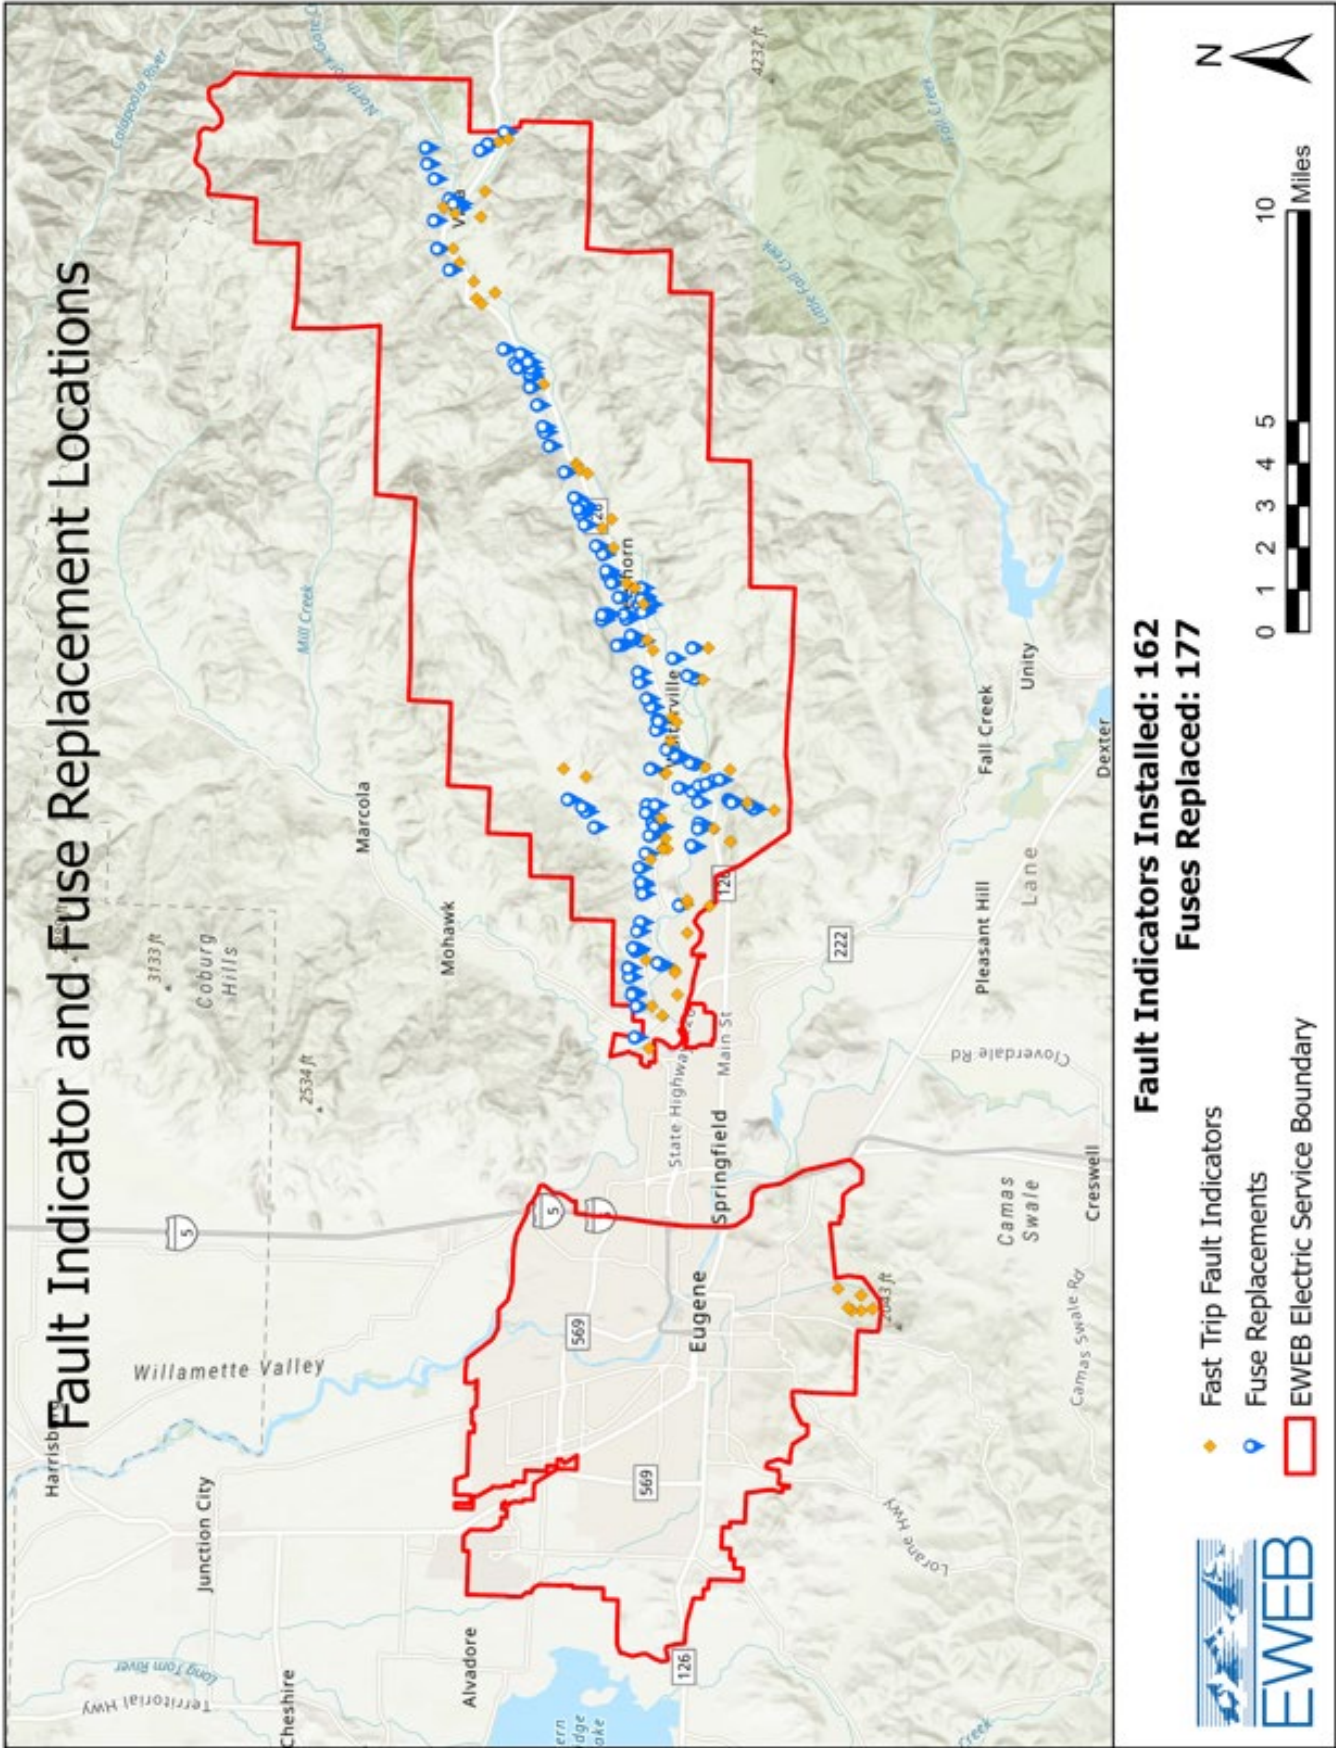 Fault Indicator and Fuse Replacement Locations
Harrisb
Calapooia River
Willamette Valley
5
Coburg
Hills
3133 ft
2534 ft
Junction City
Long Tom River
Territorial Hwy
Cheshire
Alvadore
Mohawk
Marcola
Mill Creek
5
569
569
Eugene
Springfield
State Highway
Main St
126
126
222
4232 ft
Fall Creek
Little Fall Creek
Lorane Hwy
Creek
Camas Swale Rd
Camas
Swale
Creswell
Cloverdale Rd
Pleasant Hill
Lane
Fall Creek
Unity
Dexter
EWEB
Fast Trip Fault Indicators
Fuse Replacements
EWEB Electric Service Boundary
Fault Indicators Installed: 162
Fuses Replaced: 177
0 1 2 3 4 5 10
Miles
N